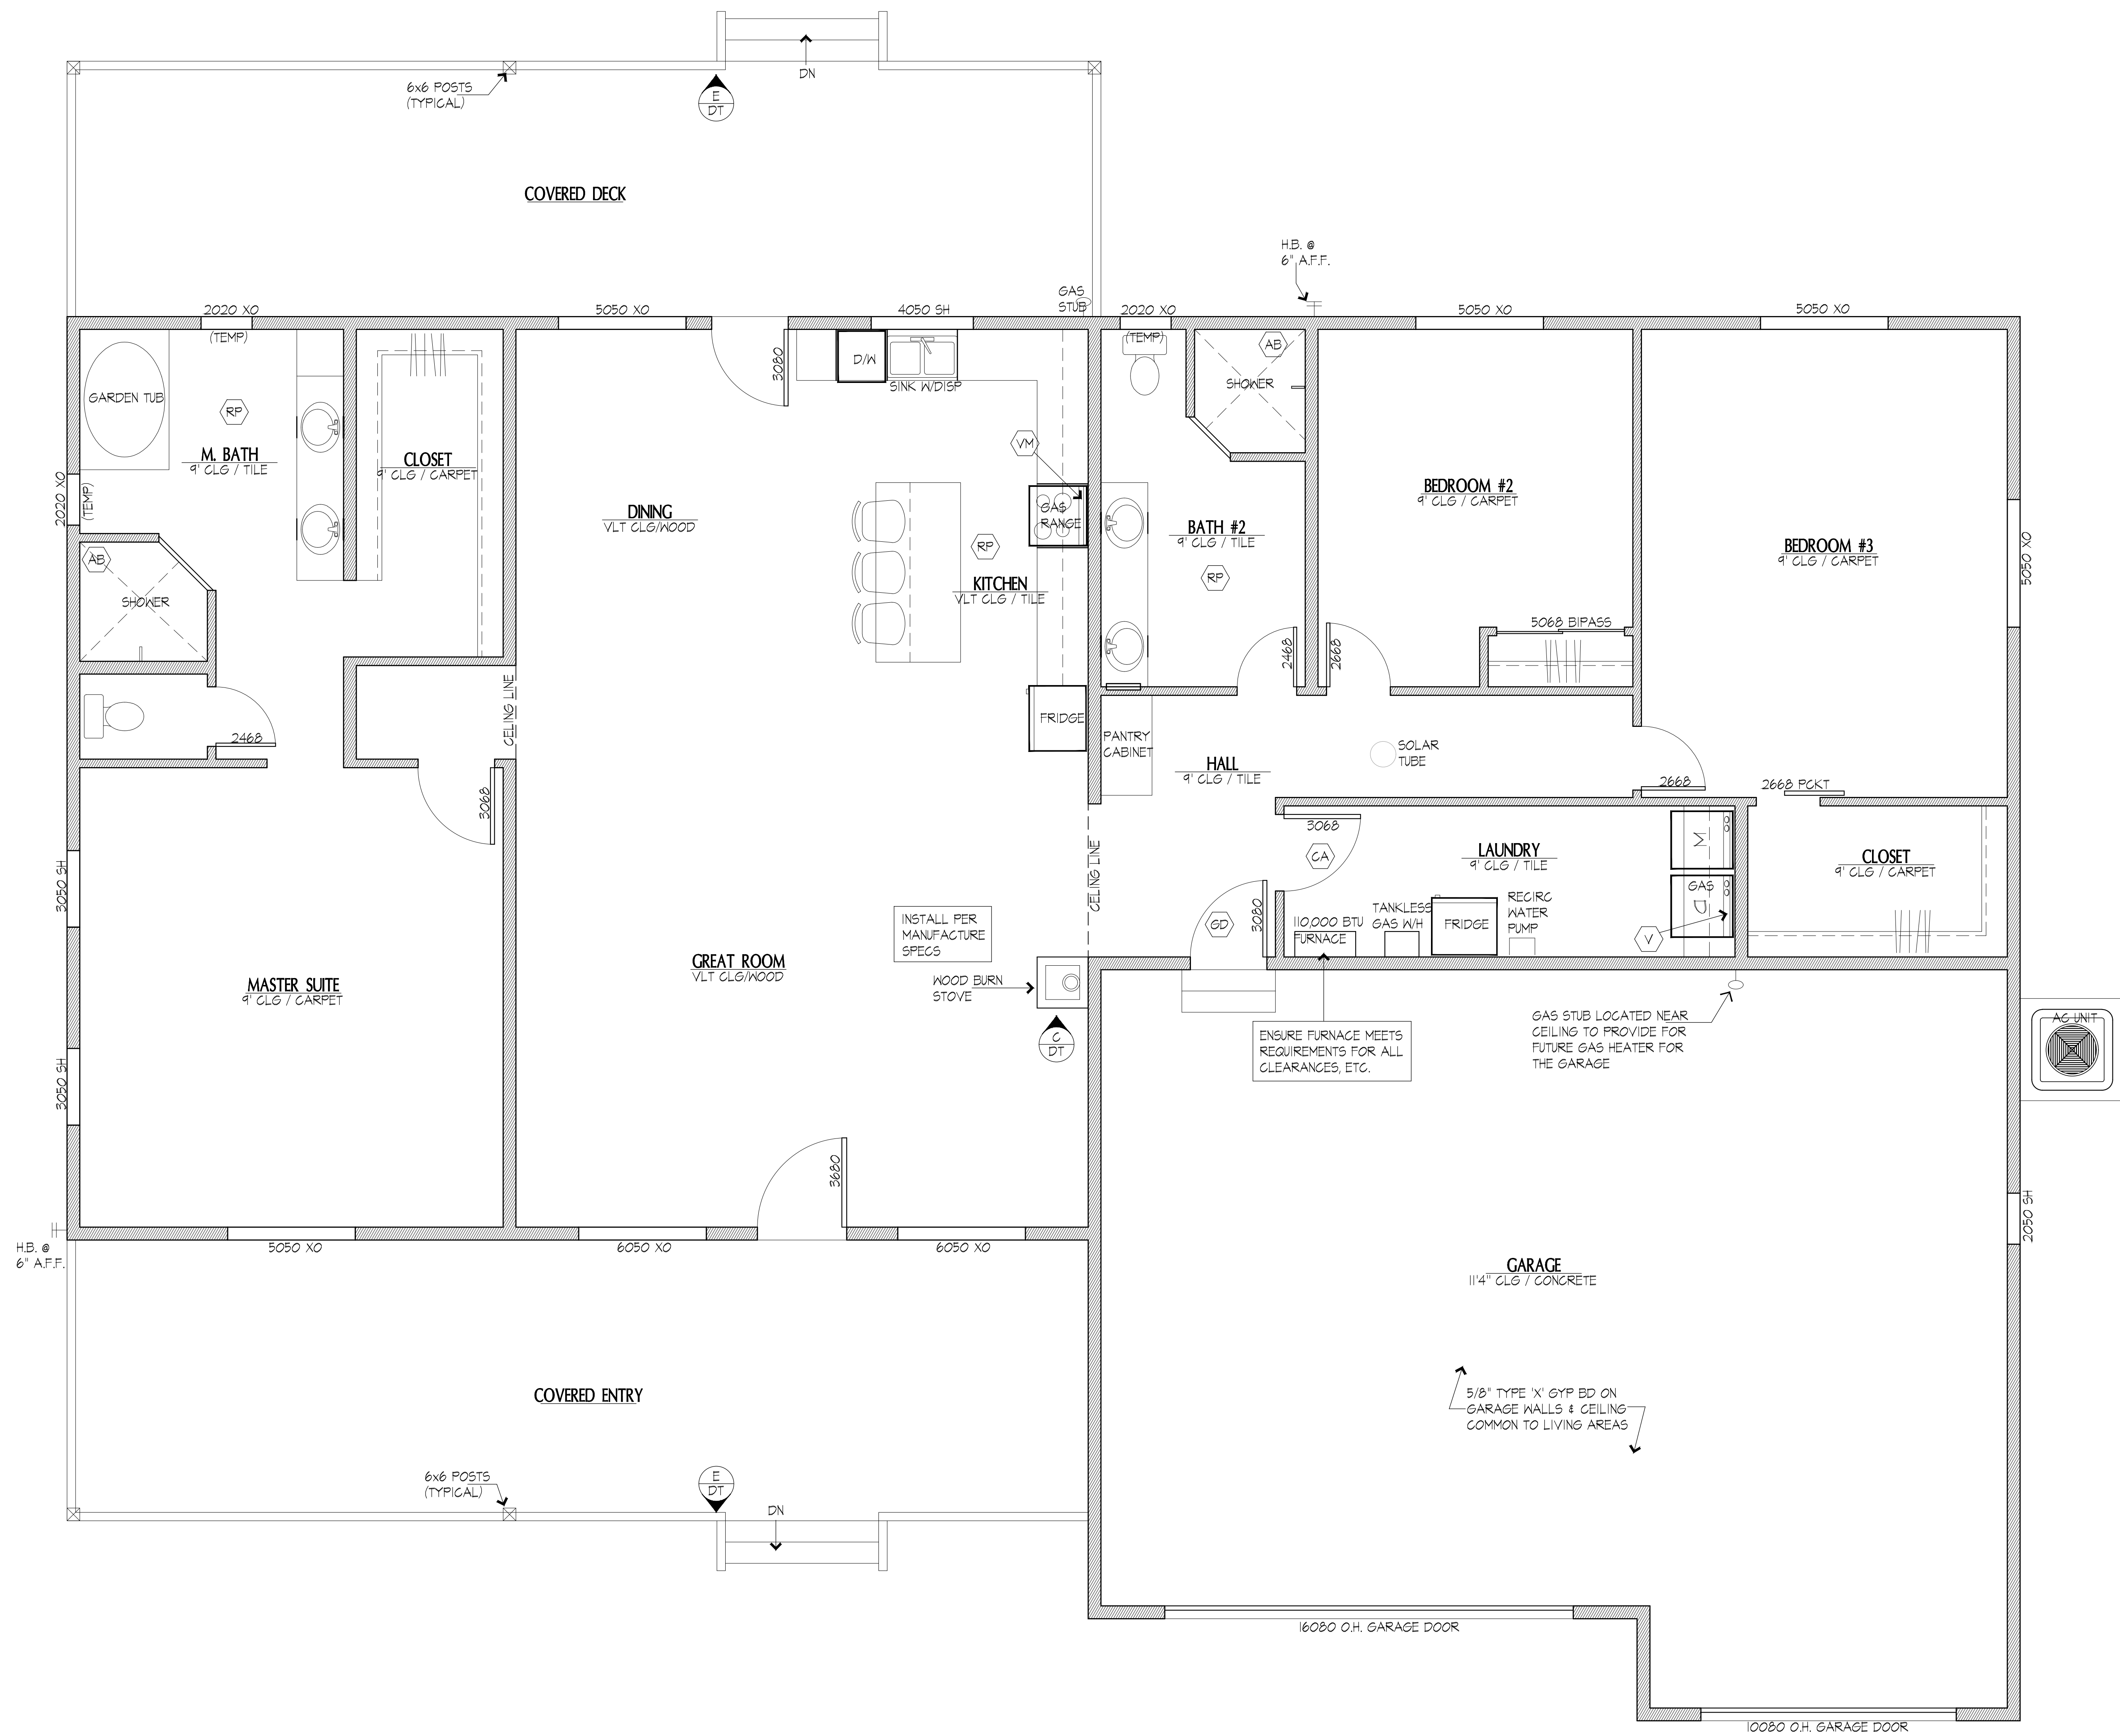 DN
6x6 POSTS
(TYPICAL)
E
DT
COVERED DECK
H.B. @
6" A.F.F.
GAS
STUB
2020 XO
(TEMP)
5050 XO
4050 SH
2020 XO
(TEMP)
5050 XO
5050 XO
3080
D/W
SINK W/DISP
AB
SHOWER
GARDEN TUB
RP
M. BATH
9' CLG / TILE
CLOSET
9' CLG / CARPET
2020 XO
(TEMP)
VM
DINING
VLT CLG/WOOD
GAS
RANGE
RP
KITCHEN
VLT CLG / TILE
BATH #2
9' CLG / TILE
RP
BEDROOM #2
9' CLG / CARPET
BEDROOM #3
9' CLG / CARPET
5050 XO
AB
SHOWER
5068 BIPASS
2468
2668
CELING LINE
FRIDGE
2468
PANTRY
CABINET
HALL
9' CLG / TILE
SOLAR
TUBE
2668
2668 PCKT
3068
3068
CA
LAUNDRY
9' CLG / TILE
M
GAS
D
V
CLOSET
9' CLG / CARPET
CELING LINE
3050 SH
GD
3080
110,000 BTU
FURNACE
TANKLESS
GAS W/H
FRIDGE
RECIRC
WATER
PUMP
INSTALL PER
MANUFACTURE
SPECS
GREAT ROOM
VLT CLG/WOOD
WOOD BURN
STOVE
C
DT
MASTER SUITE
9' CLG / CARPET
3050 SH
ENSURE FURNACE MEETS
REQUIREMENTS FOR ALL
CLEARANCES, ETC.
GAS STUB LOCATED NEAR
CEILING TO PROVIDE FOR
FUTURE GAS HEATER FOR
THE GARAGE
AC UNIT
3680
2050 SH
H.B. @
6" A.F.F.
5050 XO
6050 XO
6050 XO
GARAGE
11'4" CLG / CONCRETE
COVERED ENTRY
5/8" TYPE 'X' GYP BD ON
GARAGE WALLS & CEILING
COMMON TO LIVING AREAS
6x6 POSTS
(TYPICAL)
E
DT
DN
16080 O.H. GARAGE DOOR
10080 O.H. GARAGE DOOR